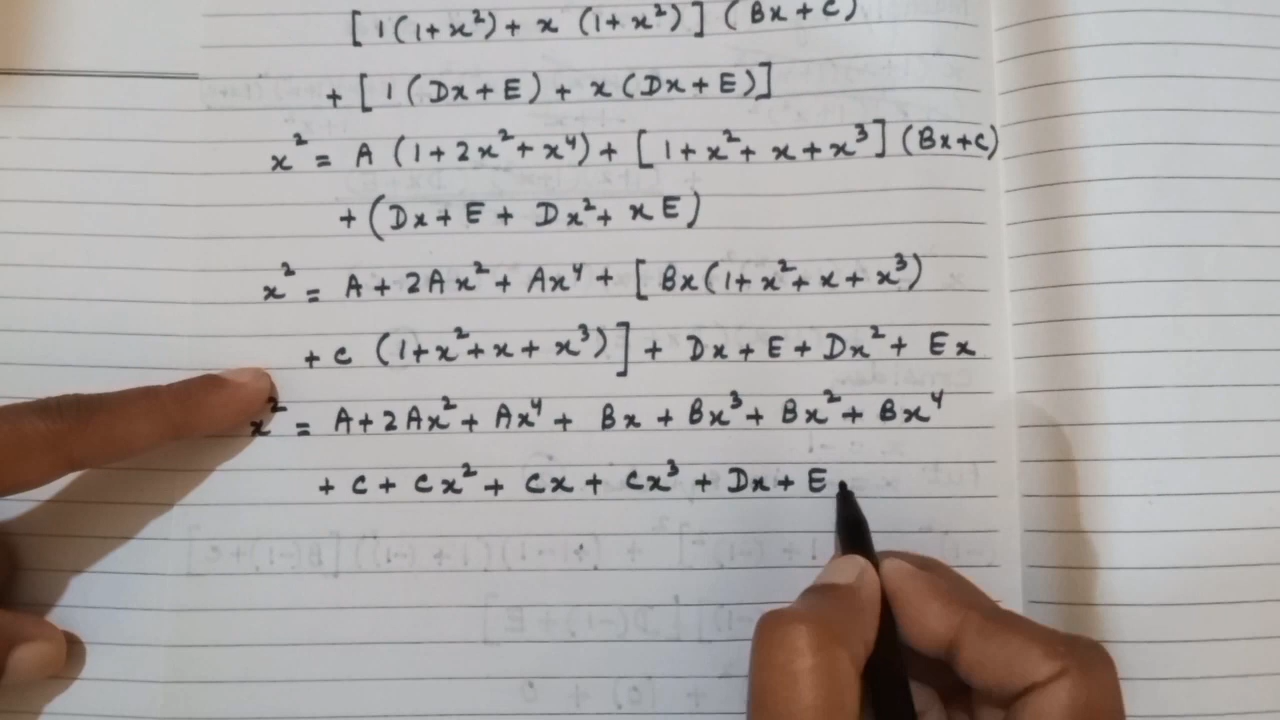 [1(1+x²) + x (1+x²)] (Bx+C)
+ [1 (Dx+E) + x (Dx+E)]
x² = A (1+2x²+x⁴) + [1+x²+x+x³] (Bx+C)
+ (Dx+E+ Dx²+ xE)
x² = A+2Ax²+Ax⁴+ [Bx(1+x²+x+x³)
+ C (1+x²+x+x³)] + Dx+E+Dx²+ Ex
x² = A+2Ax²+Ax⁴+ Bx+Bx³+Bx²+Bx⁴
+ C+Cx²+Cx+Cx³+Dx+E